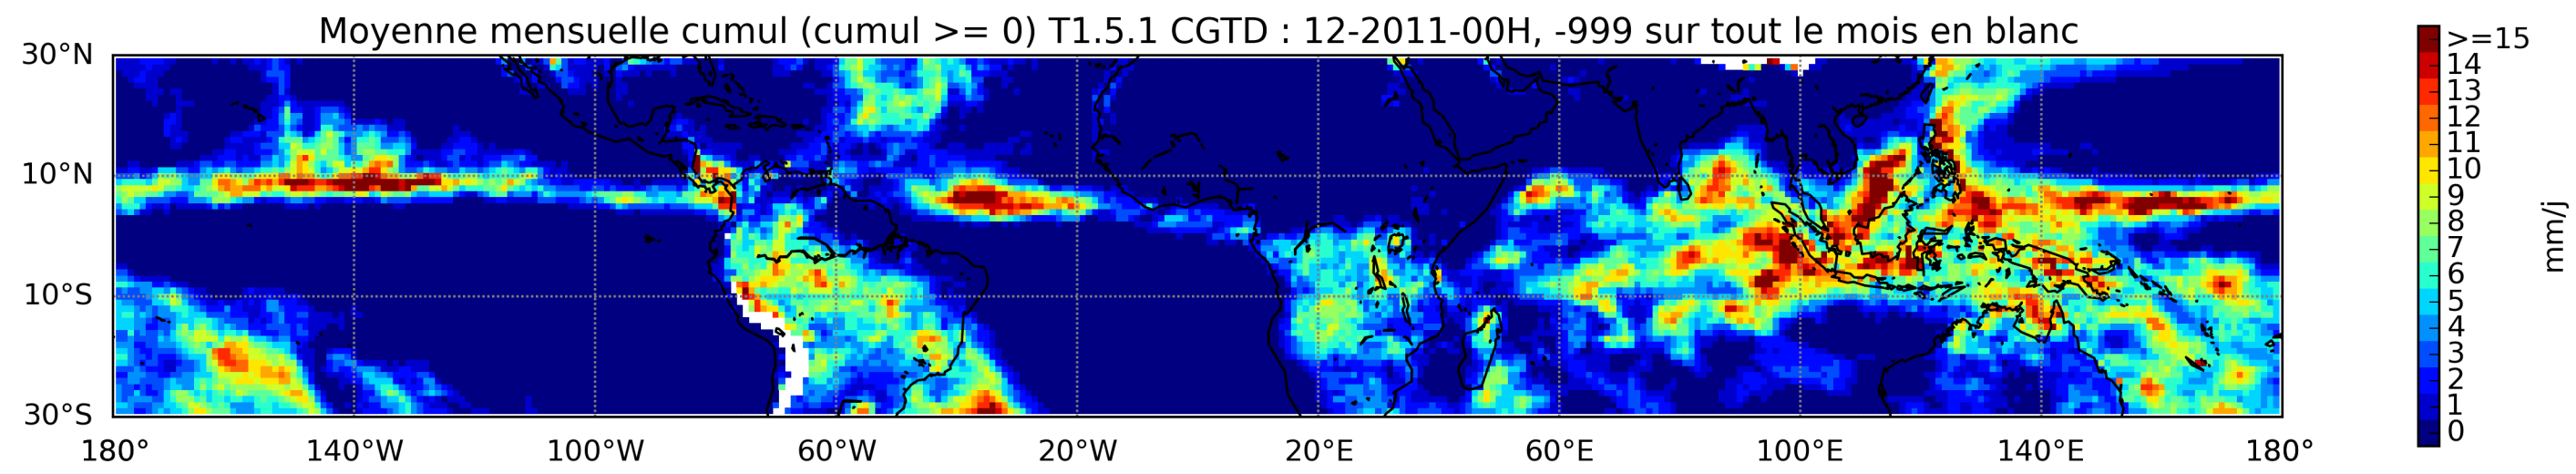 Moyenne mensuelle cumul (cumul >= 0) T1.5.1 CGTD : 12-2011-00H, -999 sur tout le mois en blanc
30°N
10°N
10°S
30°S
180°
140°W
100°W
60°W
20°W
20°E
60°E
100°E
140°E
180°
>=15
14
13
12
11
10
9
8
7
6
5
4
3
2
1
0
mm/j